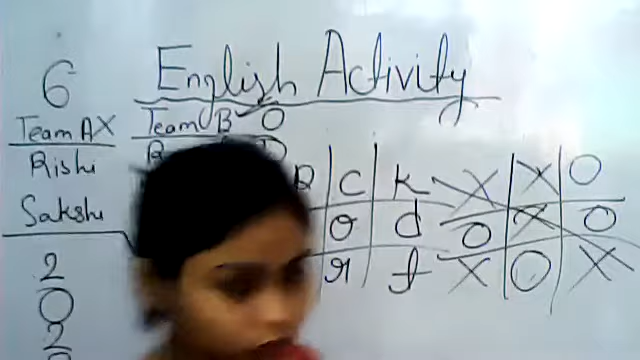 6 English Activity
Team A X Team B O
Rishi
Sakshi
R C K X X O
o d O X O
r f X O X
2
0
2